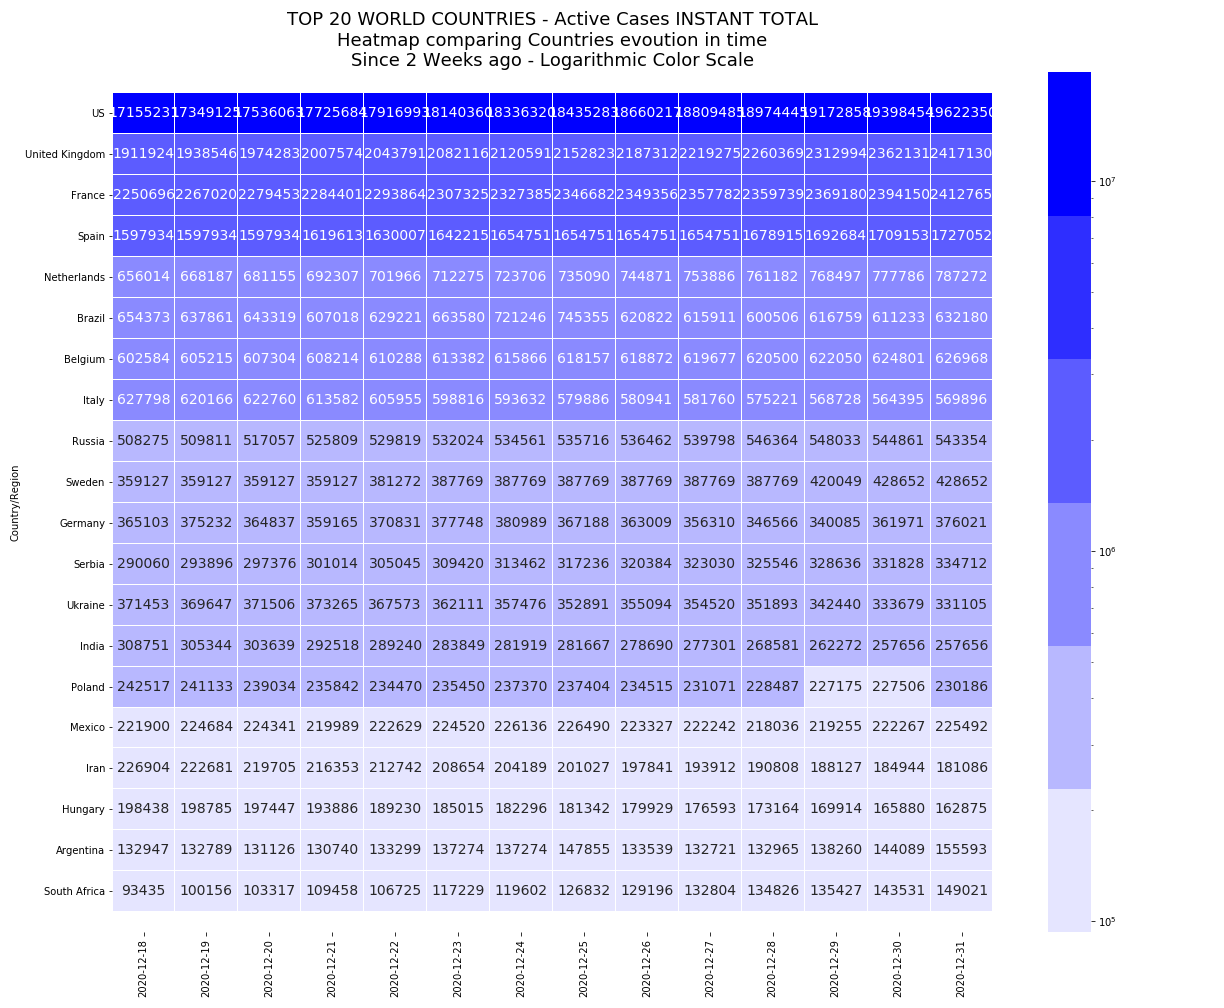 TOP 20 WORLD COUNTRIES - Active Cases INSTANT TOTAL
Heatmap comparing Countries evoution in time
Since 2 Weeks ago - Logarithmic Color Scale
Country/Region
US 17155231 17349125 17536063 17725684 17916993 18140360 18336320 18435283 18660217 18809485 18974445 19172858 19398454 19622350
United Kingdom 1911924 1938546 1974283 2007574 2043791 2082116 2120591 2152823 2187312 2219275 2260369 2312994 2362131 2417130
France 2250696 2267020 2279453 2284401 2293864 2307325 2327385 2346682 2349356 2357782 2359739 2369180 2394150 2412765
Spain 1597934 1597934 1597934 1619613 1630007 1642215 1654751 1654751 1654751 1654751 1678915 1692684 1709153 1727052
Netherlands 656014 668187 681155 692307 701966 712275 723706 735090 744871 753886 761182 768497 777786 787272
Brazil 654373 637861 643319 607018 629221 663580 721246 745355 620822 615911 600506 616759 611233 632180
Belgium 602584 605215 607304 608214 610288 613382 615866 618157 618872 619677 620500 622050 624801 626968
Italy 627798 620166 622760 613582 605955 598816 593632 579886 580941 581760 575221 568728 564395 569896
Russia 508275 509811 517057 525809 529819 532024 534561 535716 536462 539798 546364 548033 544861 543354
Sweden 359127 359127 359127 359127 381272 387769 387769 387769 387769 387769 387769 420049 428652 428652
Germany 365103 375232 364837 359165 370831 377748 380989 367188 363009 356310 346566 340085 361971 376021
Serbia 290060 293896 297376 301014 305045 309420 313462 317236 320384 323030 325546 328636 331828 334712
Ukraine 371453 369647 371506 373265 367573 362111 357476 352891 355094 354520 351893 342440 333679 331105
India 308751 305344 303639 292518 289240 283849 281919 281667 278690 277301 268581 262272 257656 257656
Poland 242517 241133 239034 235842 234470 235450 237370 237404 234515 231071 228487 227175 227506 230186
Mexico 221900 224684 224341 219989 222629 224520 226136 226490 223327 222242 218036 219255 222267 225492
Iran 226904 222681 219705 216353 212742 208654 204189 201027 197841 193912 190808 188127 184944 181086
Hungary 198438 198785 197447 193886 189230 185015 182296 181342 179929 176593 173164 169914 165880 162875
Argentina 132947 132789 131126 130740 133299 137274 137274 147855 133539 132721 132965 138260 144089 155593
South Africa 93435 100156 103317 109458 106725 117229 119602 126832 129196 132804 134826 135427 143531 149021
2020-12-18 2020-12-19 2020-12-20 2020-12-21 2020-12-22 2020-12-23 2020-12-24 2020-12-25 2020-12-26 2020-12-27 2020-12-28 2020-12-29 2020-12-30 2020-12-31
10⁷
10⁶
10⁵